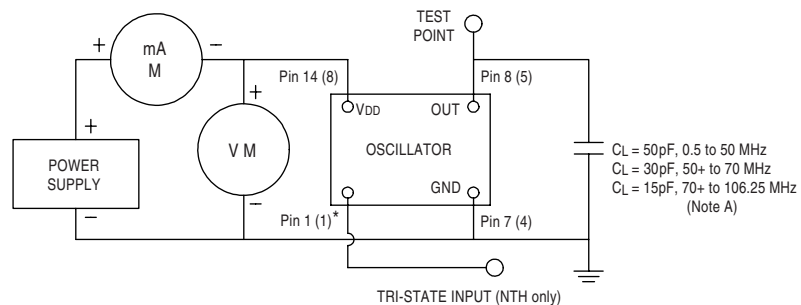 TEST
POINT
+
mA
M
−
+
Pin 14 (8)
Pin 8 (5)
+
VDD
OUT
POWER
SUPPLY
V M
OSCILLATOR
CL = 50pF, 0.5 to 50 MHz
CL = 30pF, 50+ to 70 MHz
CL = 15pF, 70+ to 106.25 MHz
(Note A)
GND
−
−
Pin 1 (1)*
Pin 7 (4)
TRI-STATE INPUT (NTH only)